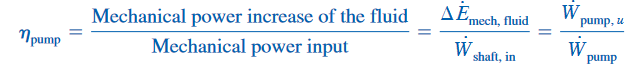 η_pump = Mechanical power increase of the fluid / Mechanical power input = ΔĖ_mech, fluid / Ẇ_shaft, in = Ẇ_pump, u / Ẇ_pump